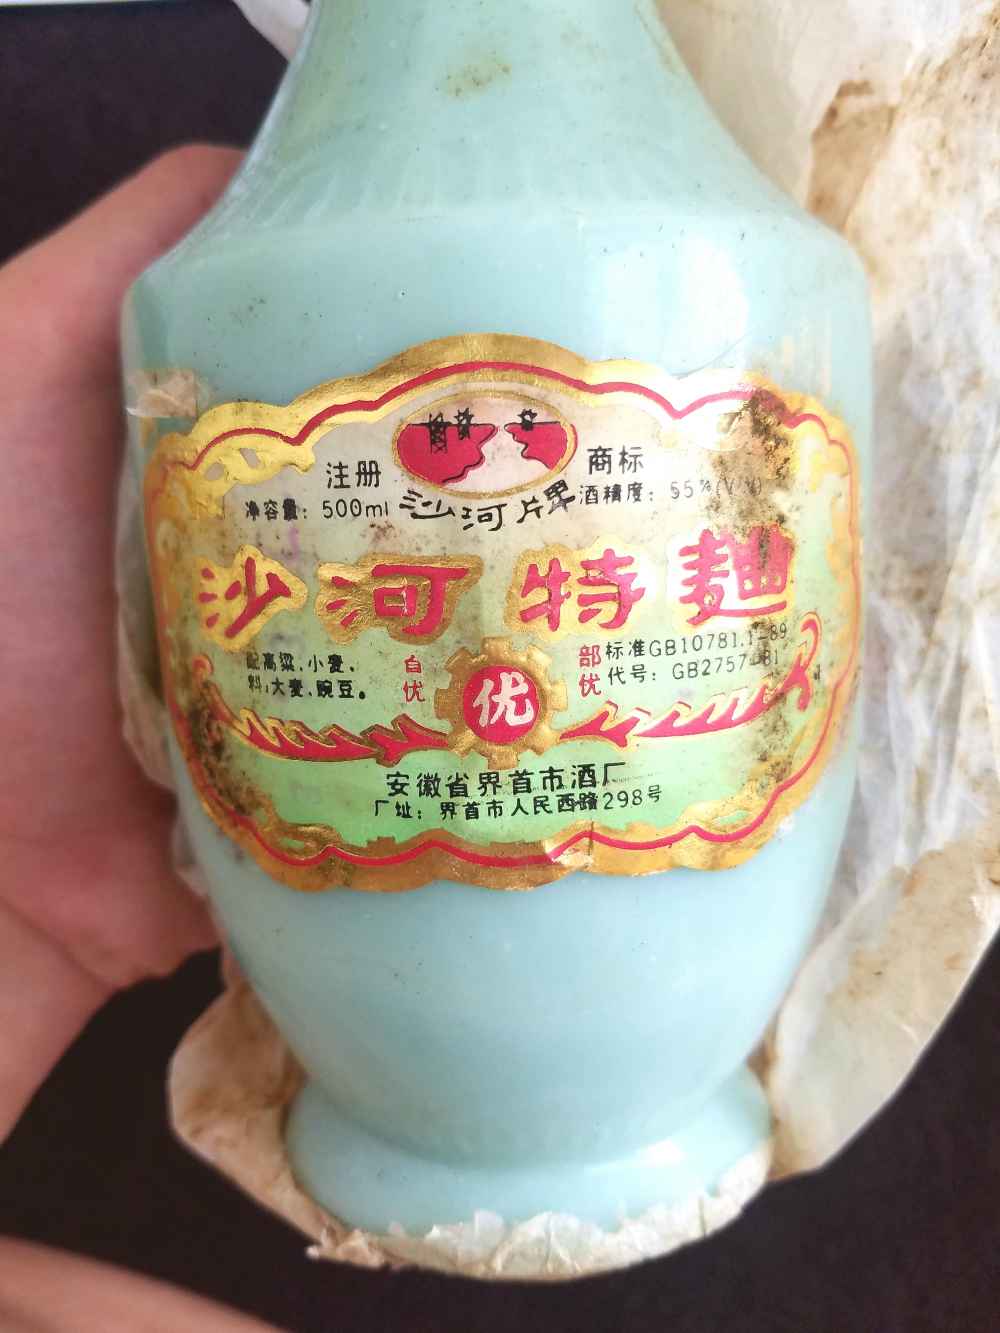 注册 商标
净容量：500ml 沙河牌 酒精度：55%(V/V)
沙河特麯
配高粱、小麦、
料：大麦、豌豆。
自优
优
部优
标准GB10781.1-89
代号：GB2757-81
安徽省界首市酒厂
厂址：界首市人民西路298号